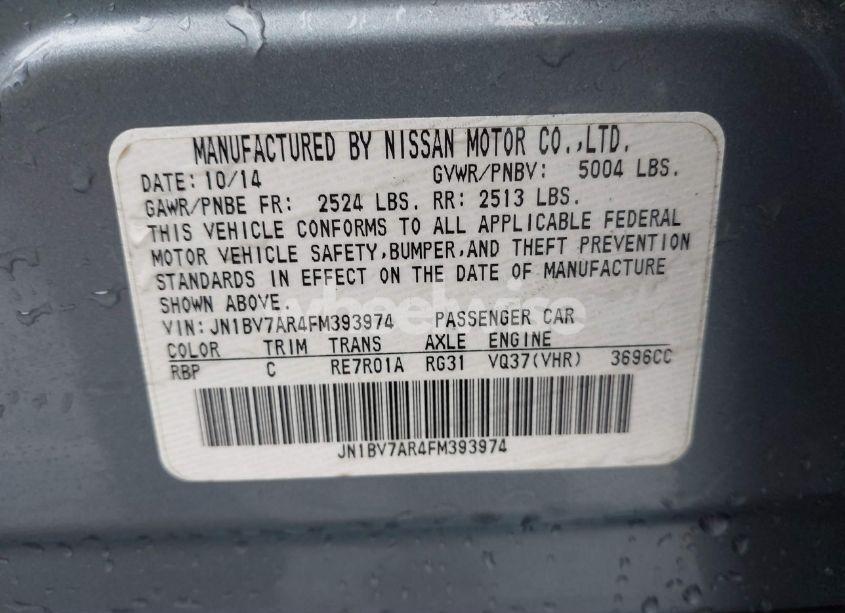 MANUFACTURED BY NISSAN MOTOR CO.,LTD.
DATE: 10/14 GVWR/PNBV: 5004 LBS.
GAWR/PNBE FR: 2524 LBS. RR: 2513 LBS.
THIS VEHICLE CONFORMS TO ALL APPLICABLE FEDERAL
MOTOR VEHICLE SAFETY,BUMPER,AND THEFT PREVENTION
STANDARDS IN EFFECT ON THE DATE OF MANUFACTURE
SHOWN ABOVE.
wheelwise
VIN: JN1BV7AR4FM393974 PASSENGER CAR
COLOR TRIM TRANS AXLE ENGINE
RBP C RE7R01A RG31 VQ37(VHR) 3696CC
JN1BV7AR4FM393974